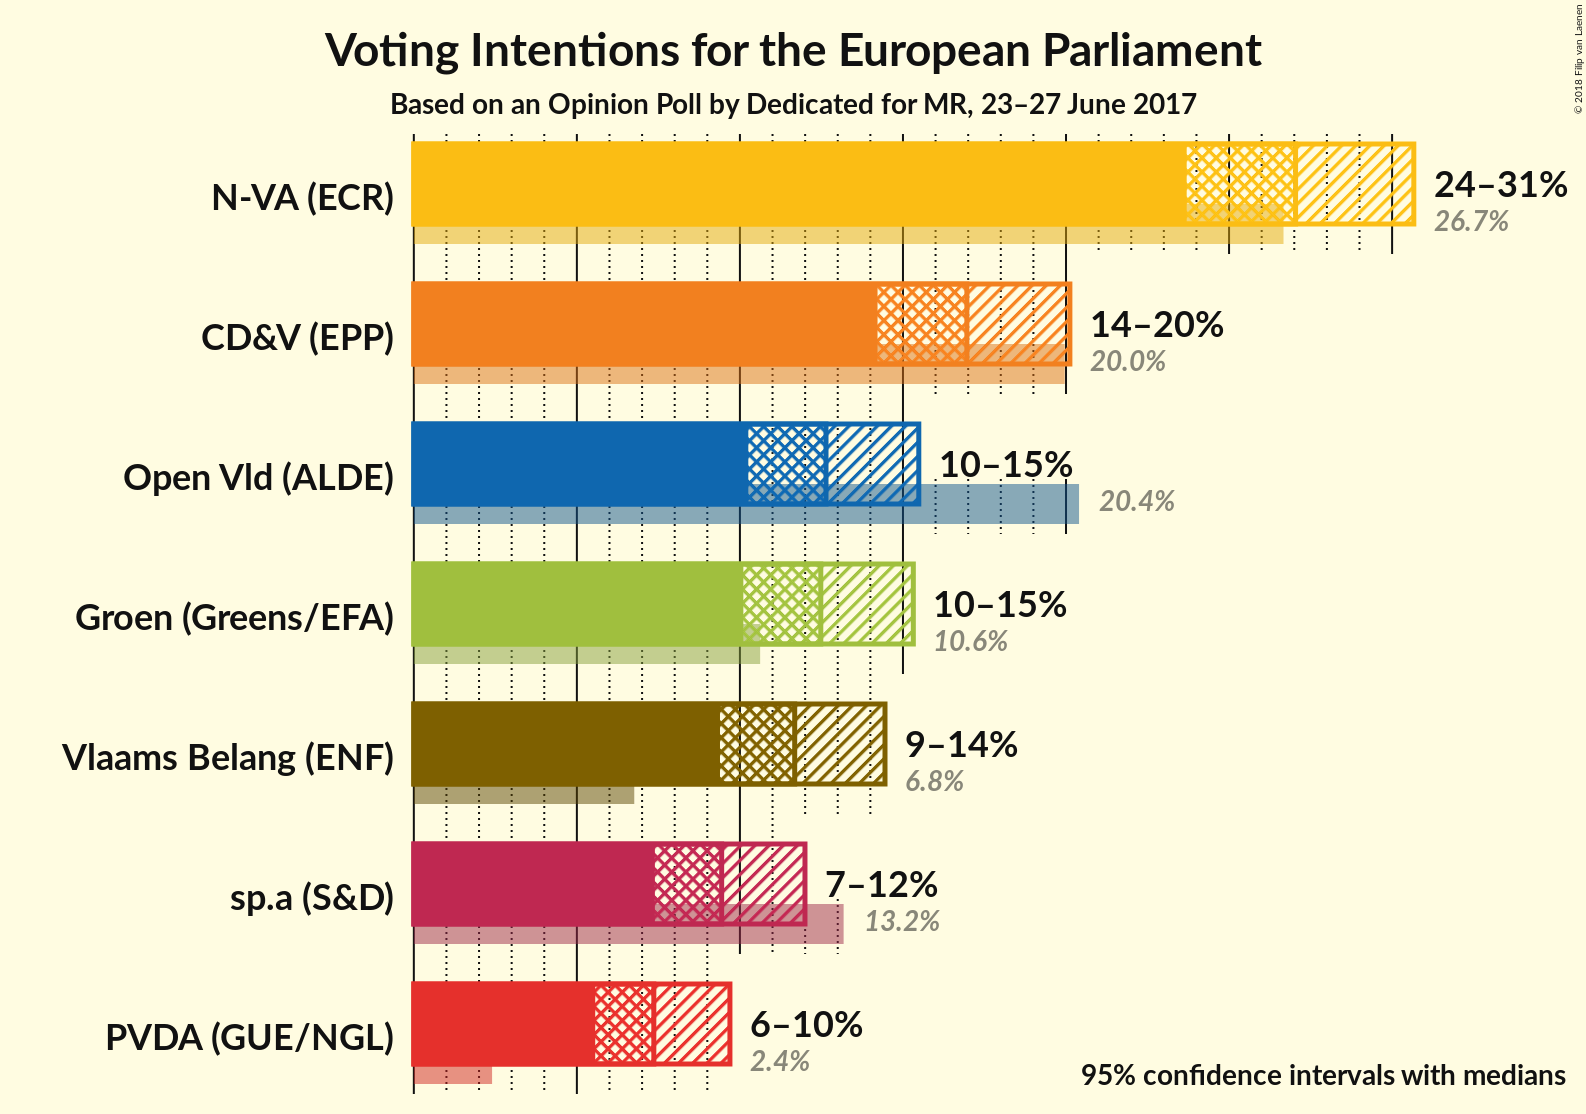 Voting Intentions for the European Parliament
Based on an Opinion Poll by Dedicated for MR, 23–27 June 2017
© 2018 Filip van Laenen
N-VA (ECR)
24–31%
26.7%
CD&V (EPP)
14–20%
20.0%
Open Vld (ALDE)
10–15%
20.4%
Groen (Greens/EFA)
10–15%
10.6%
Vlaams Belang (ENF)
9–14%
6.8%
sp.a (S&D)
7–12%
13.2%
PVDA (GUE/NGL)
6–10%
2.4%
95% confidence intervals with medians